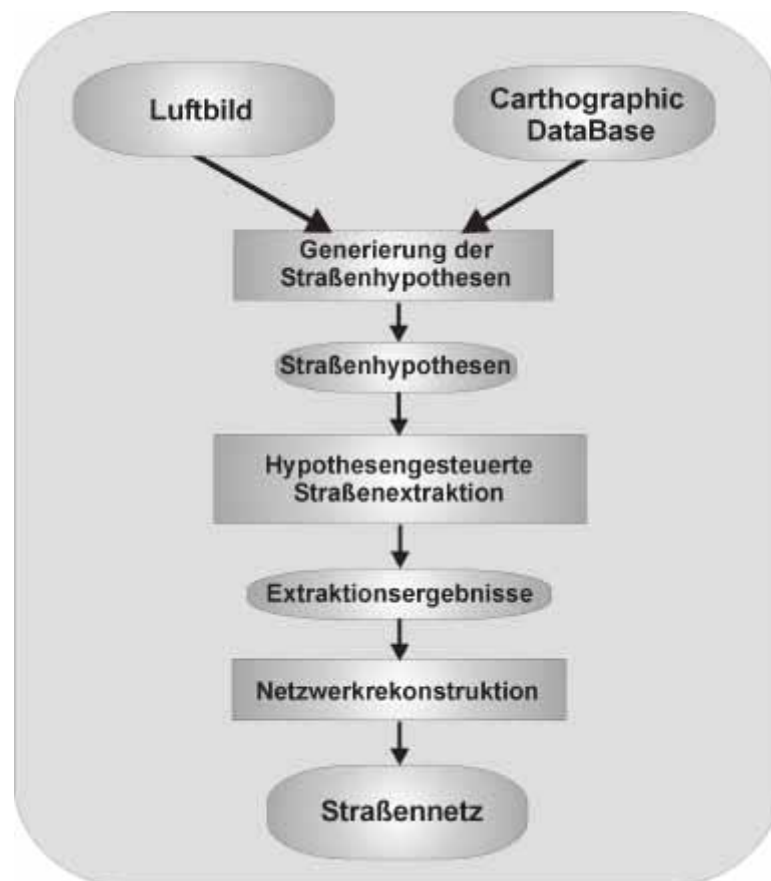 Luftbild
Carthographic
DataBase
Generierung der
Straßenhypothesen
Straßenhypothesen
Hypothesengesteuerte
Straßenextraktion
Extraktionsergebnisse
Netzwerkrekonstruktion
Straßennetz